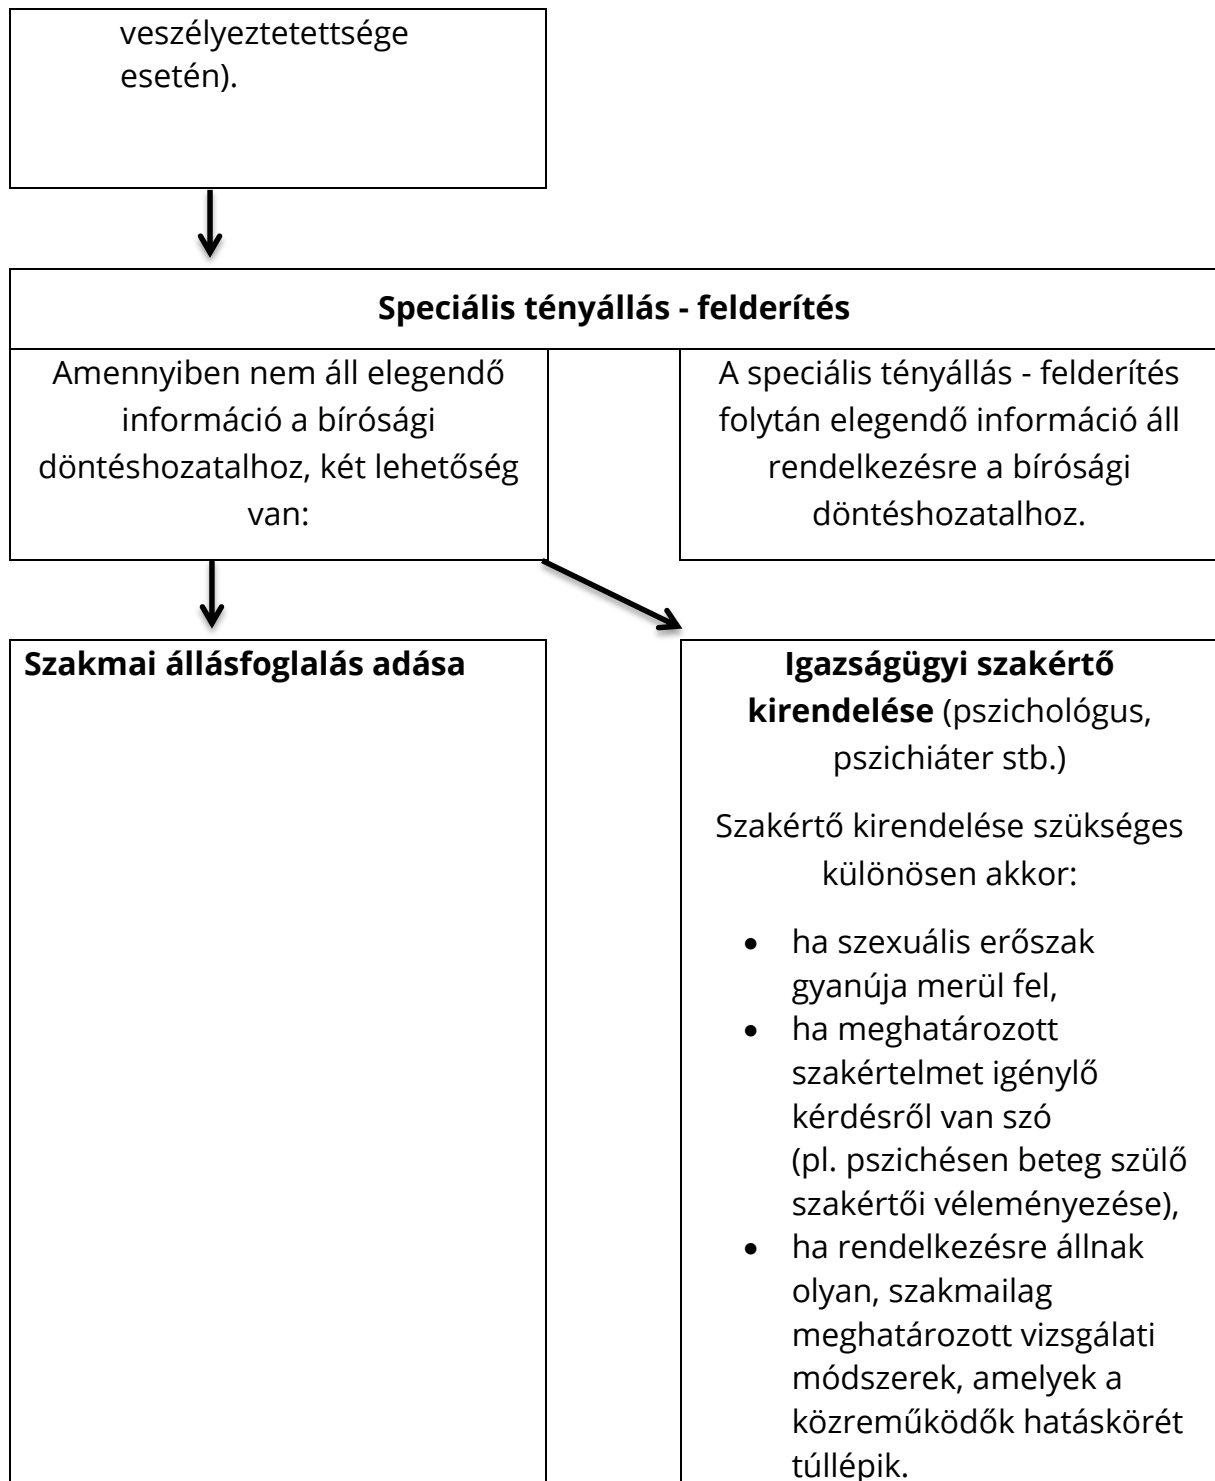 veszélyeztetettsége
esetén).
Speciális tényállás - felderítés
Amennyiben nem áll elegendő
információ a bírósági
döntéshozatalhoz, két lehetőség
van:
A speciális tényállás - felderítés
folytán elegendő információ áll
rendelkezésre a bírósági
döntéshozatalhoz.
Szakmai állásfoglalás adása
Igazságügyi szakértő
kirendelése (pszichológus,
pszichiáter stb.)
Szakértő kirendelése szükséges
különösen akkor:
• ha szexuális erőszak
gyanúja merül fel,
• ha meghatározott
szakértelmet igénylő
kérdésről van szó
(pl. pszichésen beteg szülő
szakértői véleményezése),
• ha rendelkezésre állnak
olyan, szakmailag
meghatározott vizsgálati
módszerek, amelyek a
közreműködők hatáskörét
túllépik.